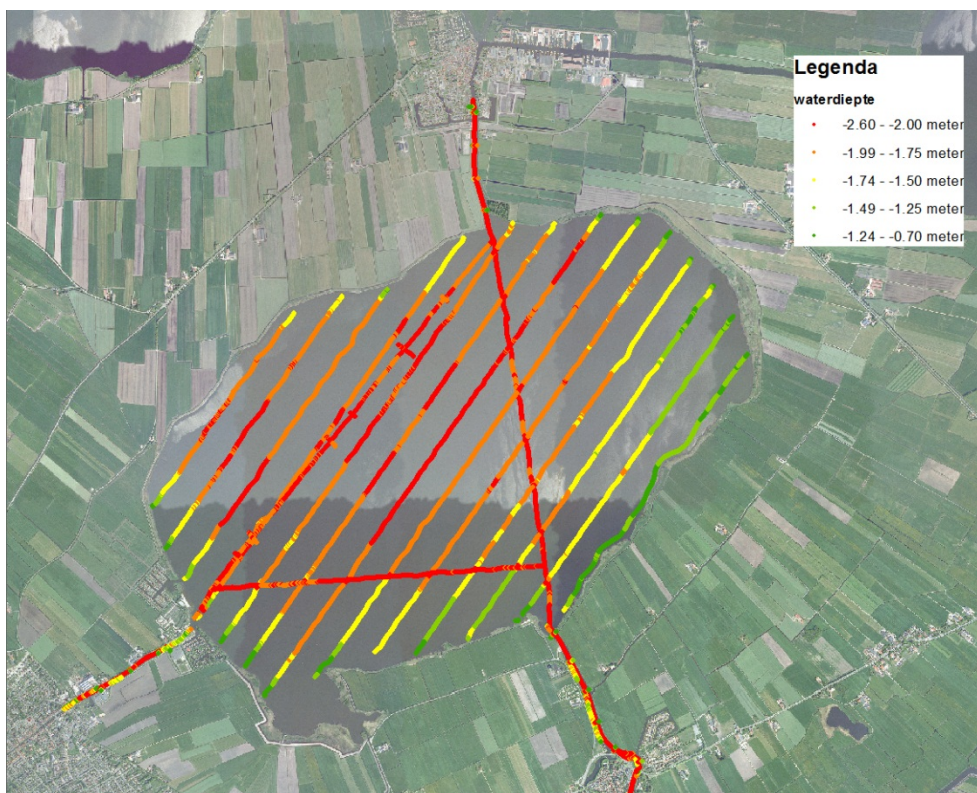 Legenda
waterdiepte
-2.60 - -2.00 meter
-1.99 - -1.75 meter
-1.74 - -1.50 meter
-1.49 - -1.25 meter
-1.24 - -0.70 meter